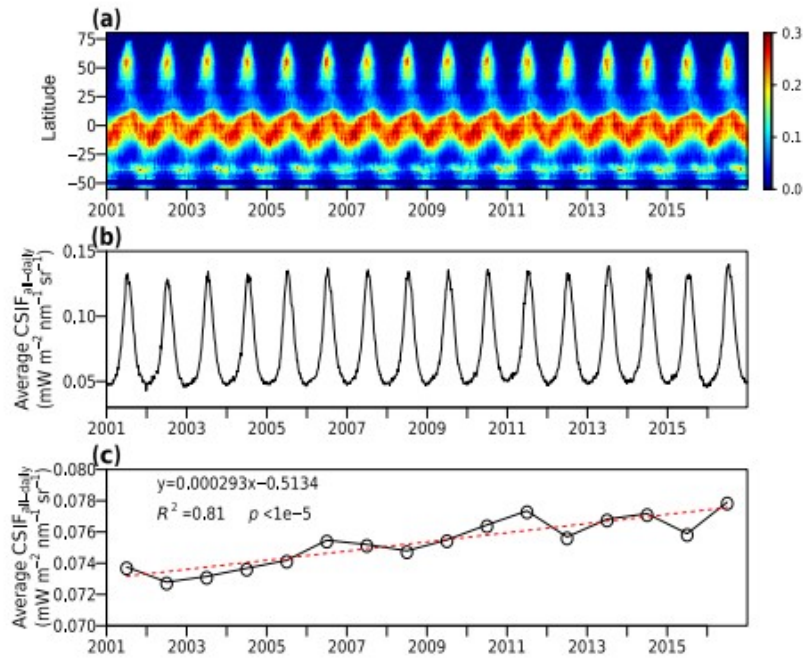 (a)
75
50
25
0
−25
−50
Latitude
0.3
0.2
0.1
0.0
2001 2003 2005 2007 2009 2011 2013 2015
(b)
0.15
0.10
0.05
Average CSIFall−daily
(mW m−2 nm−1 sr−1)
2001 2003 2005 2007 2009 2011 2013 2015
(c)
0.080
0.078
0.076
0.074
0.072
0.070
Average CSIFall−daily
(mW m−2 nm−1 sr−1)
y=0.000293x−0.5134
R2=0.81 p <1e−5
2001 2003 2005 2007 2009 2011 2013 2015